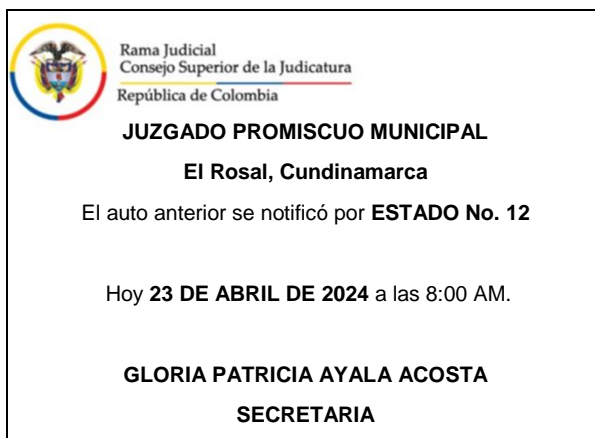 Rama Judicial
Consejo Superior de la Judicatura
República de Colombia
JUZGADO PROMISCUO MUNICIPAL
El Rosal, Cundinamarca
El auto anterior se notificó por ESTADO No. 12
Hoy 23 DE ABRIL DE 2024 a las 8:00 AM.
GLORIA PATRICIA AYALA ACOSTA
SECRETARIA